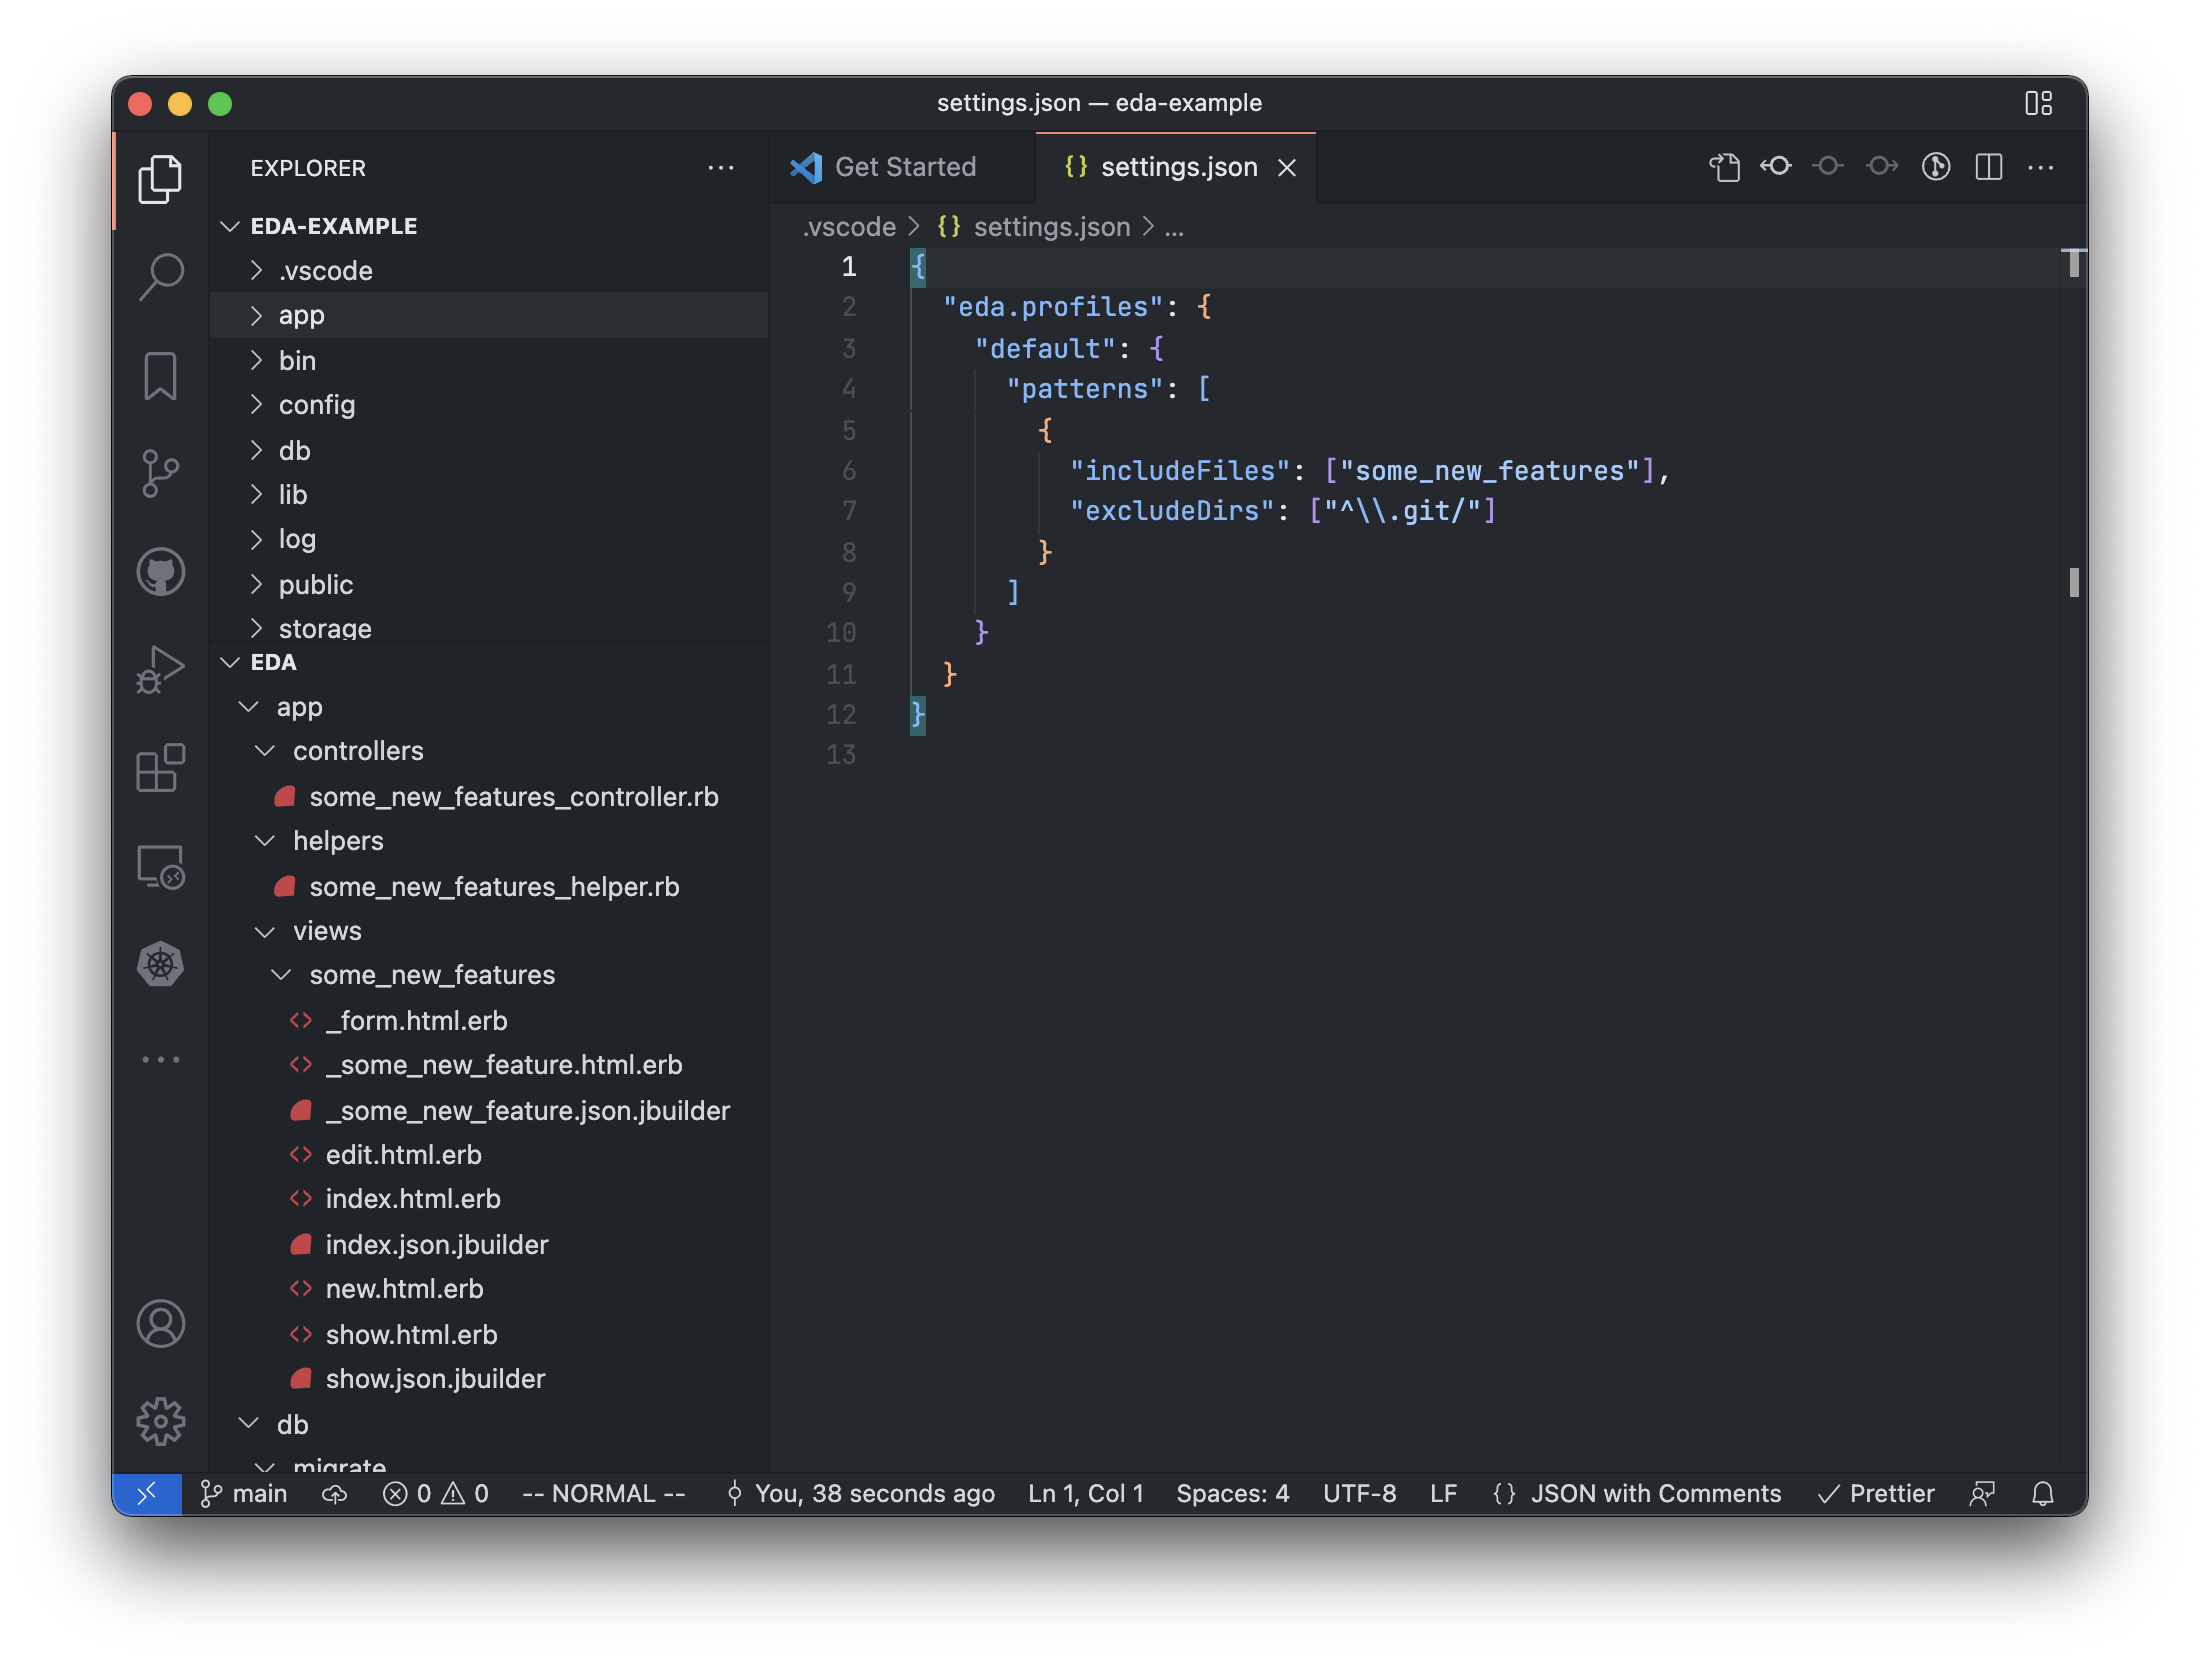 settings.json — eda-example
EXPLORER
EDA-EXAMPLE
.vscode
app
bin
config
db
lib
log
public
storage
EDA
app
controllers
some_new_features_controller.rb
helpers
some_new_features_helper.rb
views
some_new_features
_form.html.erb
_some_new_feature.html.erb
_some_new_feature.json.jbuilder
edit.html.erb
index.html.erb
index.json.jbuilder
new.html.erb
show.html.erb
show.json.jbuilder
db
migrate
Get Started
{} settings.json
.vscode > {} settings.json > ...
1 {
2 "eda.profiles": {
3 "default": {
4 "patterns": [
5 {
6 "includeFiles": ["some_new_features"],
7 "excludeDirs": ["^\\.git/"]
8 }
9 ]
10 }
11 }
12 }
13
main 0 0 -- NORMAL -- You, 38 seconds ago Ln 1, Col 1 Spaces: 4 UTF-8 LF {} JSON with Comments Prettier